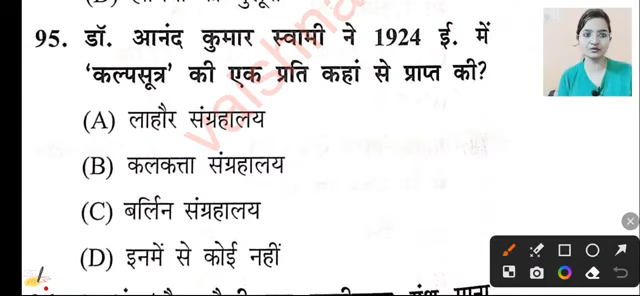 95. डॉ. आनंद कुमार स्वामी ने 1924 ई. में
'कल्पसूत्र' की एक प्रति कहां से प्राप्त की?
(A) लाहौर संग्रहालय
(B) कलकत्ता संग्रहालय
(C) बर्लिन संग्रहालय
(D) इनमें से कोई नहीं